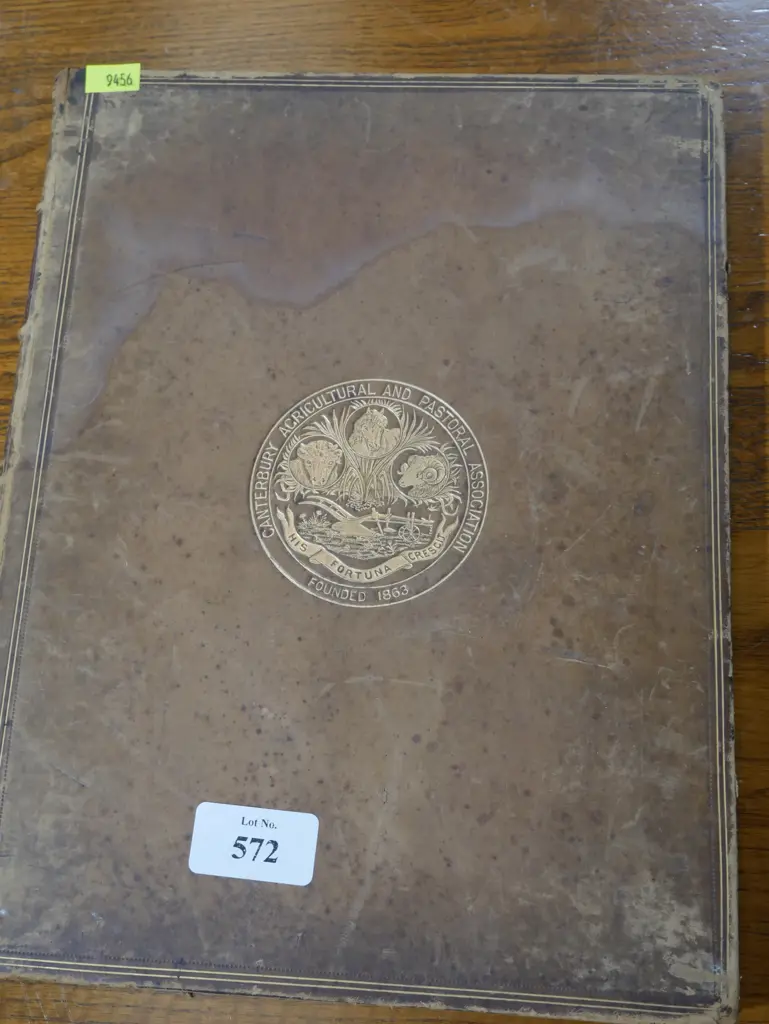 9456
CANTERBURY AGRICULTURAL AND PASTORAL ASSOCIATION
HIS FORTUNA CRESCIT
FOUNDED 1863
Lot No.
572